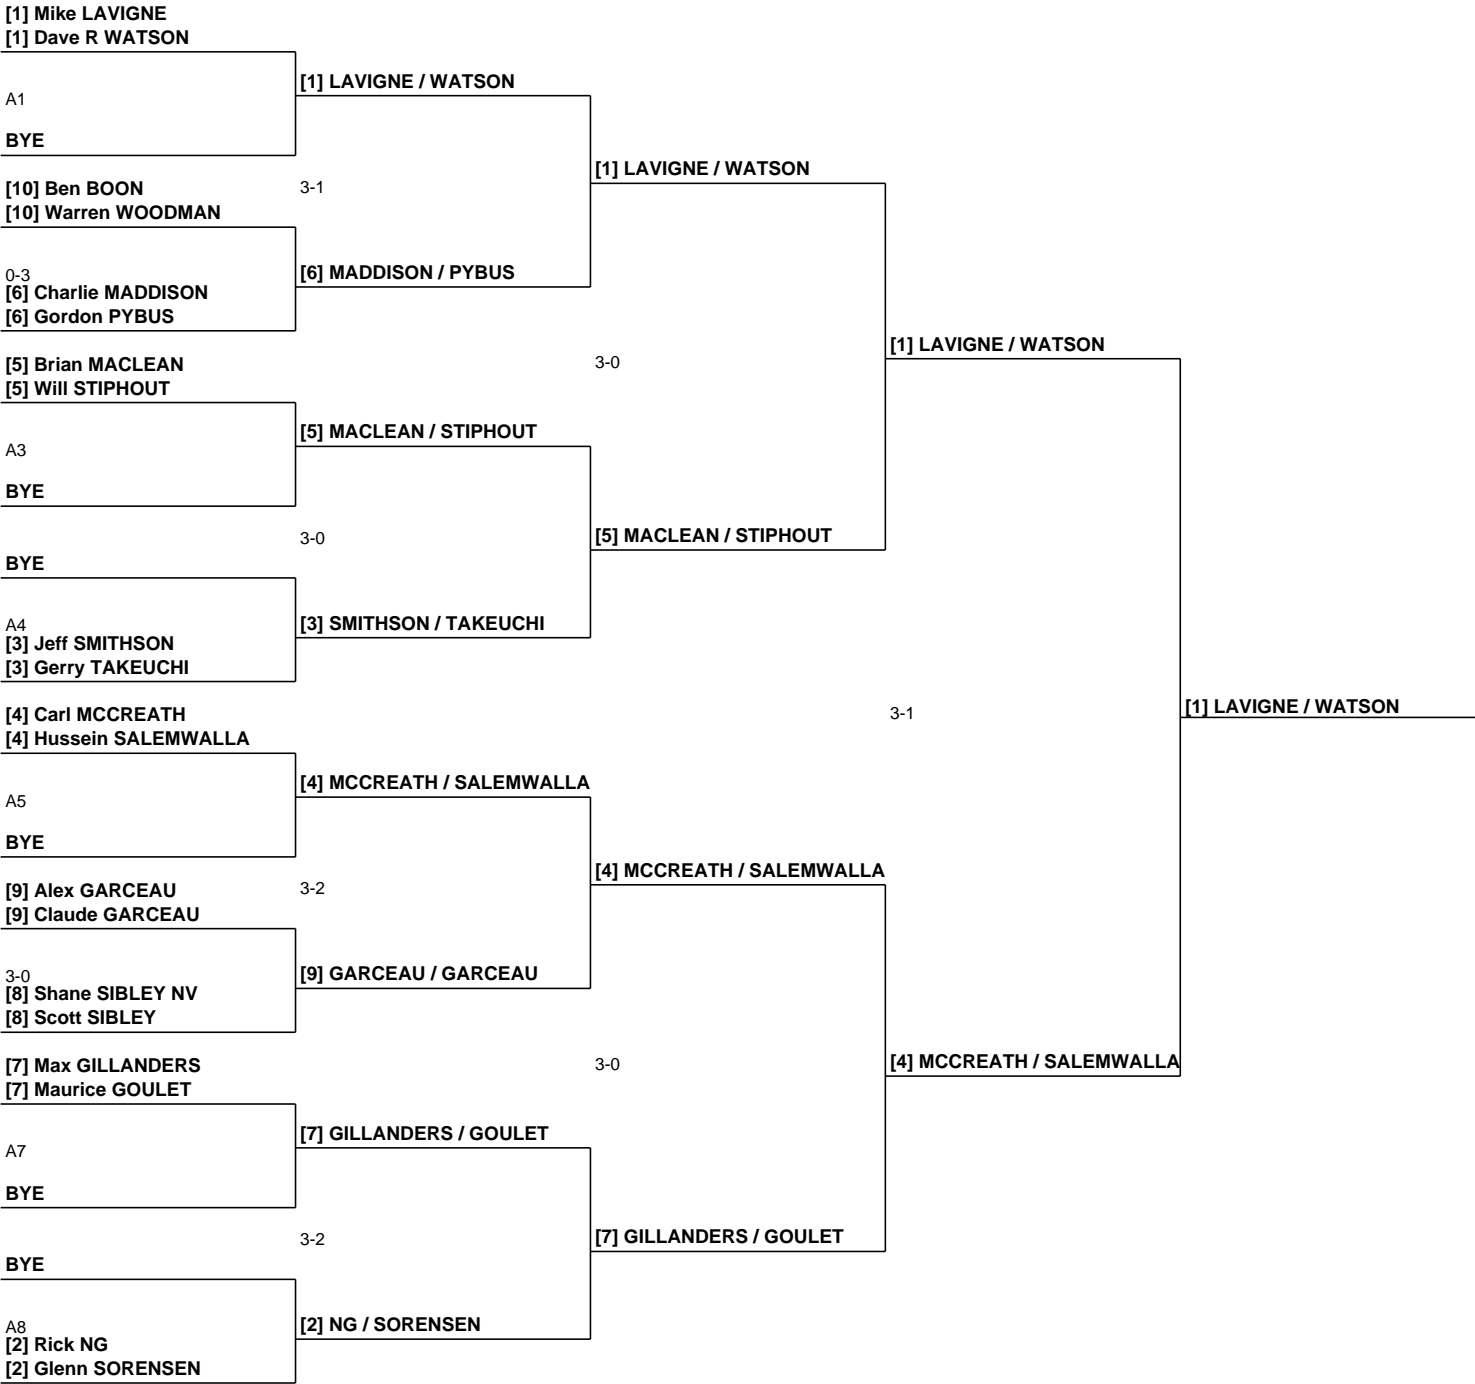 [1] Mike LAVIGNE
[1] Dave R WATSON
A1
BYE
[10] Ben BOON
[10] Warren WOODMAN
0-3
[6] Charlie MADDISON
[6] Gordon PYBUS
[5] Brian MACLEAN
[5] Will STIPHOUT
A3
BYE
BYE
A4
[3] Jeff SMITHSON
[3] Gerry TAKEUCHI
[4] Carl MCCREATH
[4] Hussein SALEMWALLA
A5
BYE
[9] Alex GARCEAU
[9] Claude GARCEAU
3-0
[8] Shane SIBLEY NV
[8] Scott SIBLEY
[7] Max GILLANDERS
[7] Maurice GOULET
A7
BYE
BYE
A8
[2] Rick NG
[2] Glenn SORENSEN
[1] LAVIGNE / WATSON
3-1
[6] MADDISON / PYBUS
[5] MACLEAN / STIPHOUT
3-0
[3] SMITHSON / TAKEUCHI
[4] MCCREATH / SALEMWALLA
3-2
[9] GARCEAU / GARCEAU
[7] GILLANDERS / GOULET
3-2
[2] NG / SORENSEN
[1] LAVIGNE / WATSON
3-0
[5] MACLEAN / STIPHOUT
[4] MCCREATH / SALEMWALLA
3-0
[7] GILLANDERS / GOULET
[1] LAVIGNE / WATSON
3-1
[4] MCCREATH / SALEMWALLA
[1] LAVIGNE / WATSON